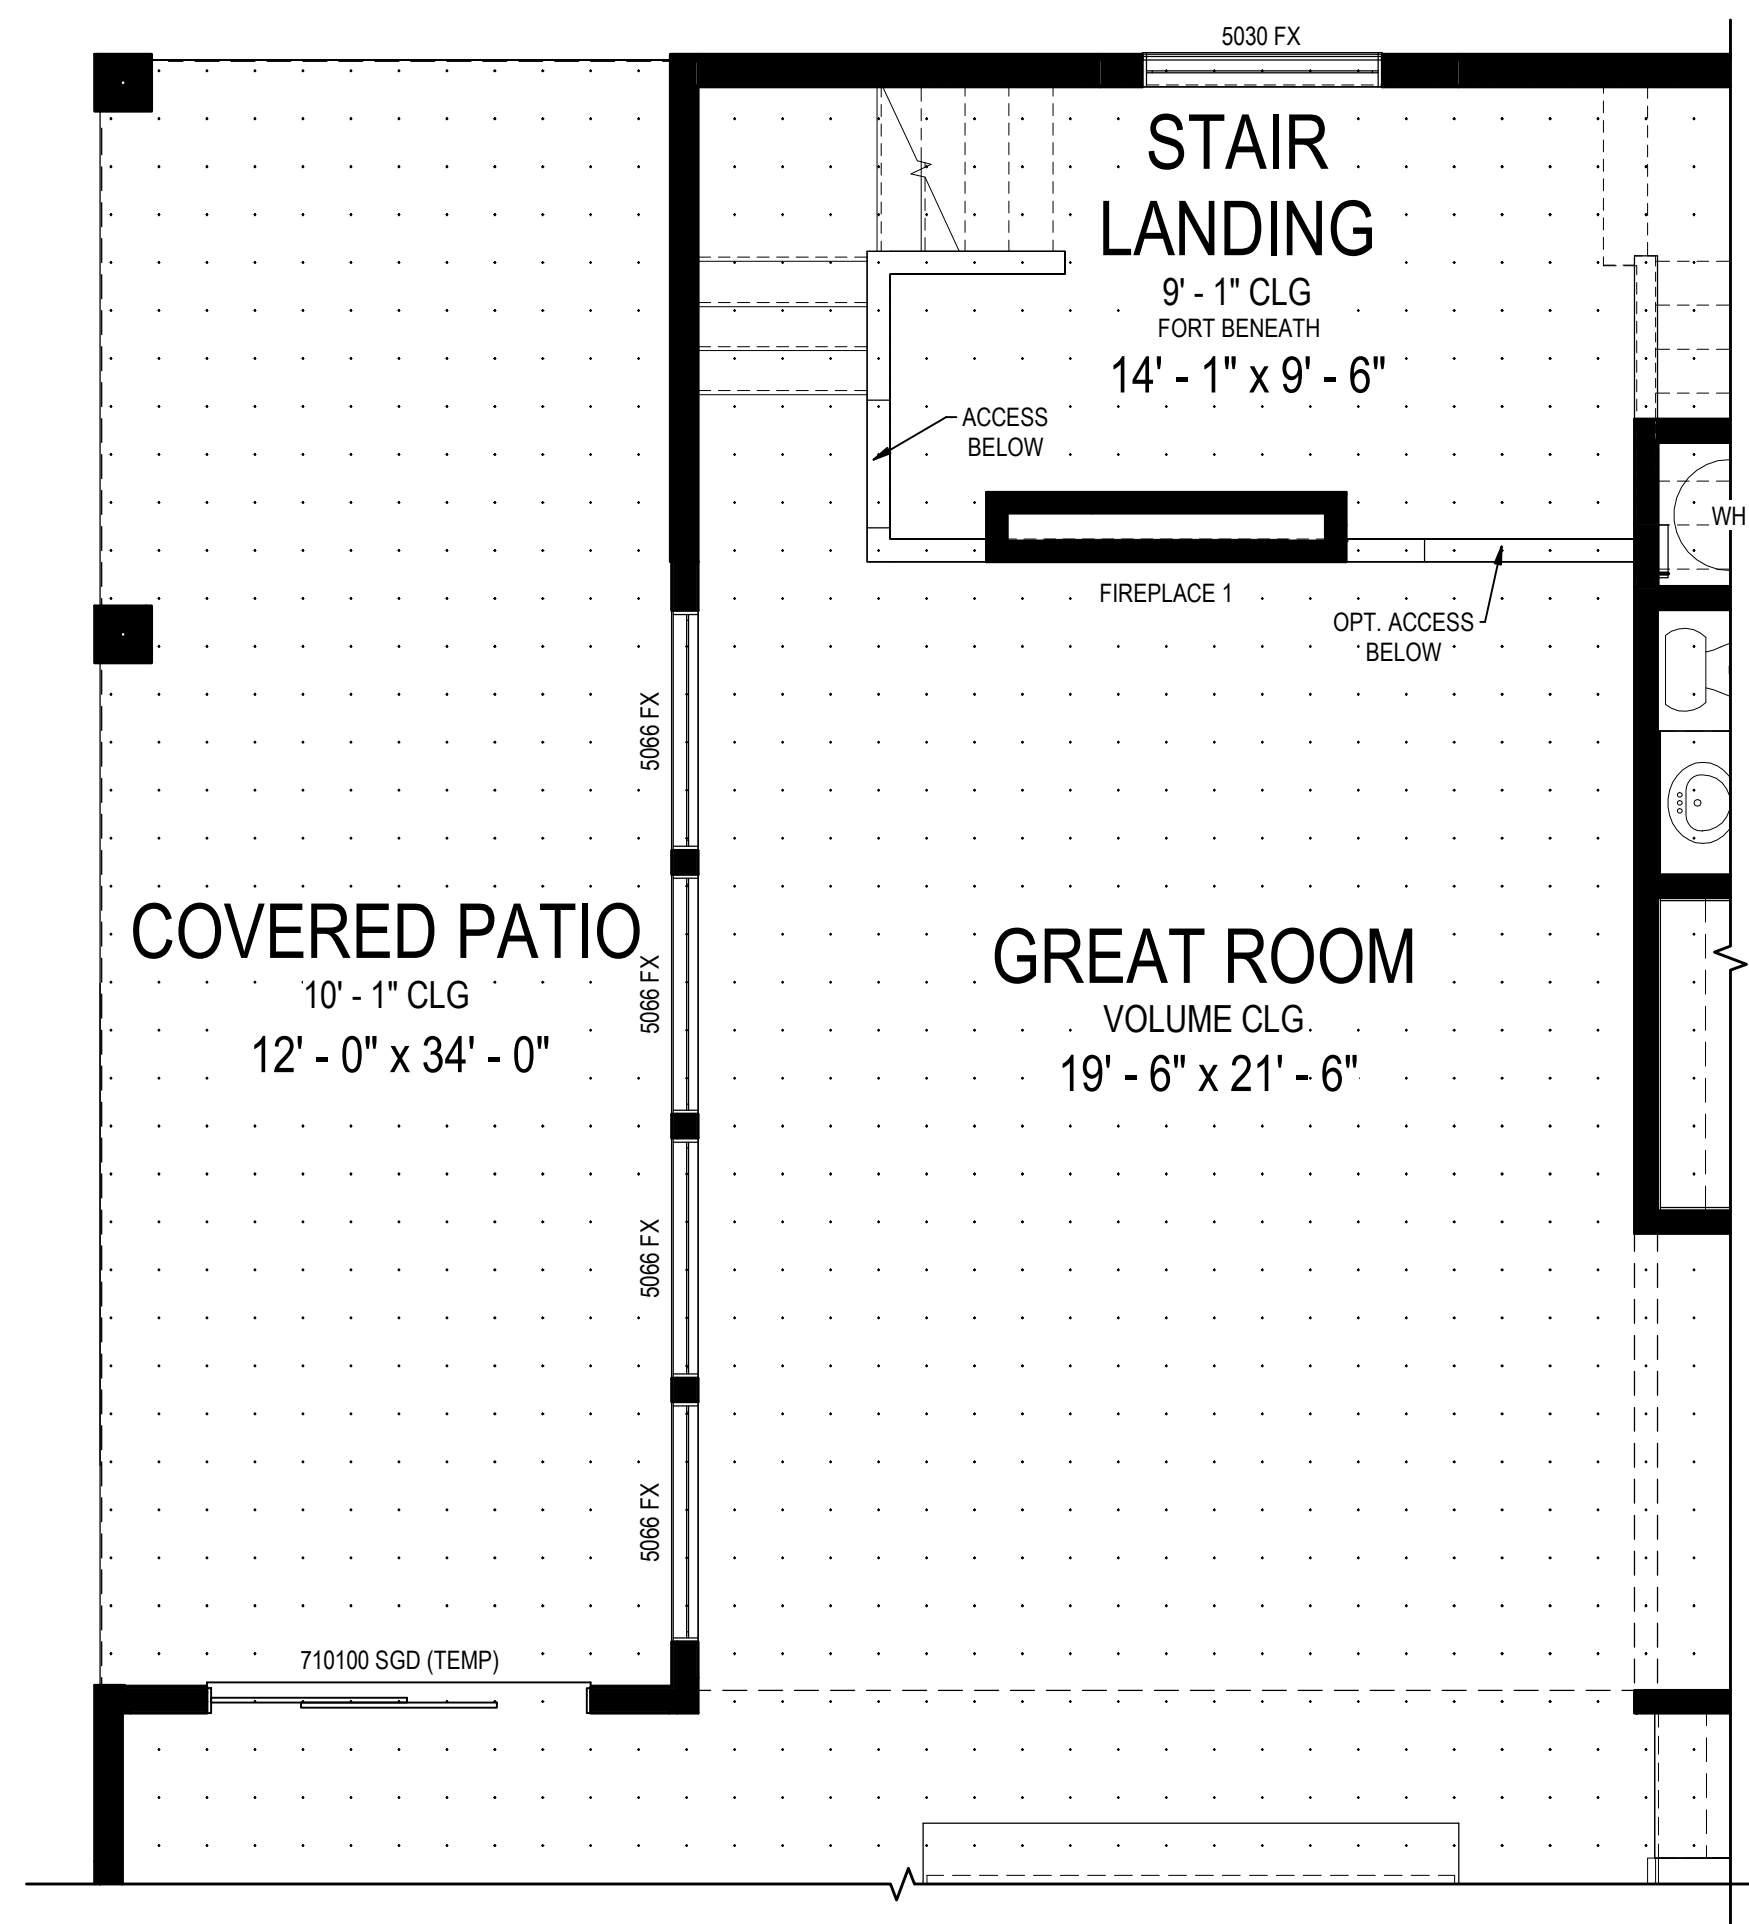 5030 FX
STAIR
LANDING
9' - 1" CLG
FORT BENEATH
14' - 1" x 9' - 6"
ACCESS
BELOW
WH
FIREPLACE 1
OPT. ACCESS
BELOW
5066 FX
COVERED PATIO
10' - 1" CLG
12' - 0" x 34' - 0"
5066 FX
GREAT ROOM
VOLUME CLG
19' - 6" x 21' - 6"
5066 FX
5066 FX
710100 SGD (TEMP)